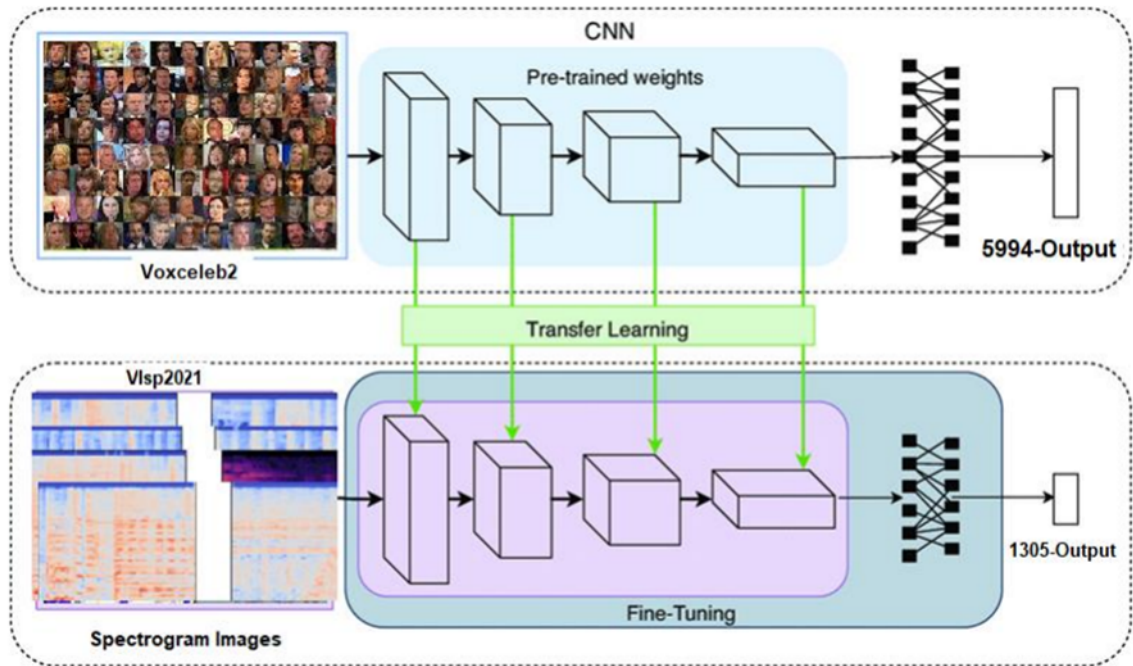 CNN
Pre-trained weights
Voxceleb2
5994-Output
Transfer Learning
Vlsp2021
1305-Output
Fine-Tuning
Spectrogram Images